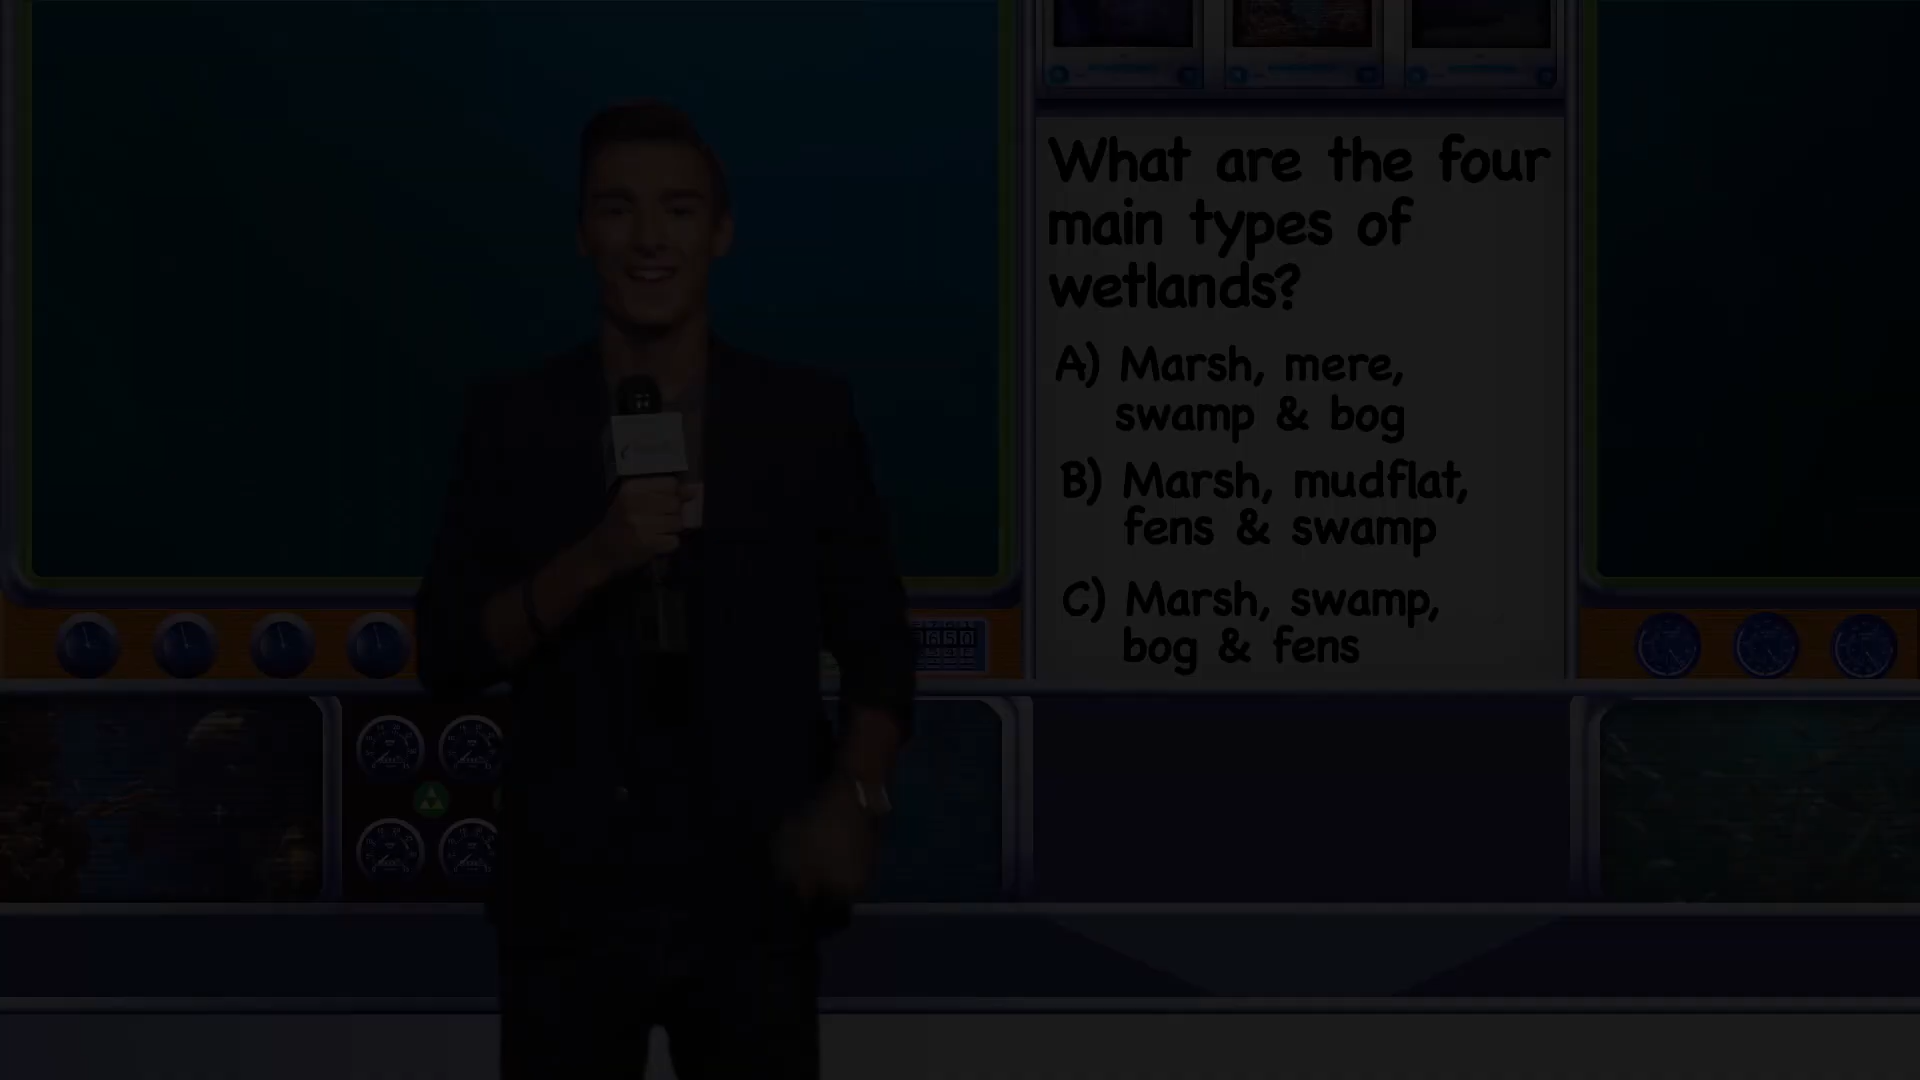 What are the four
main types of
wetlands?
A) Marsh, mere,
swamp & bog
B) Marsh, mudflat,
fens & swamp
C) Marsh, swamp,
bog & fens